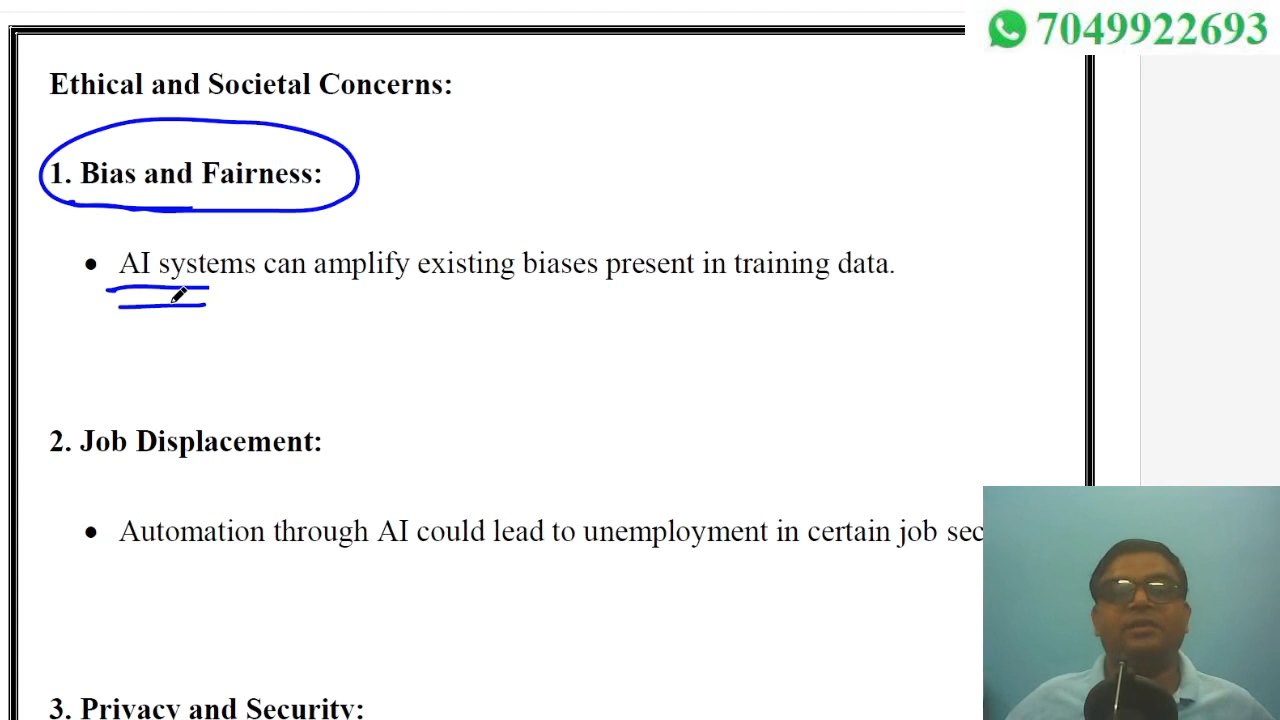 7049922693
Ethical and Societal Concerns:
1. Bias and Fairness:
• AI systems can amplify existing biases present in training data.
2. Job Displacement:
• Automation through AI could lead to unemployment in certain job sec
3. Privacy and Security: